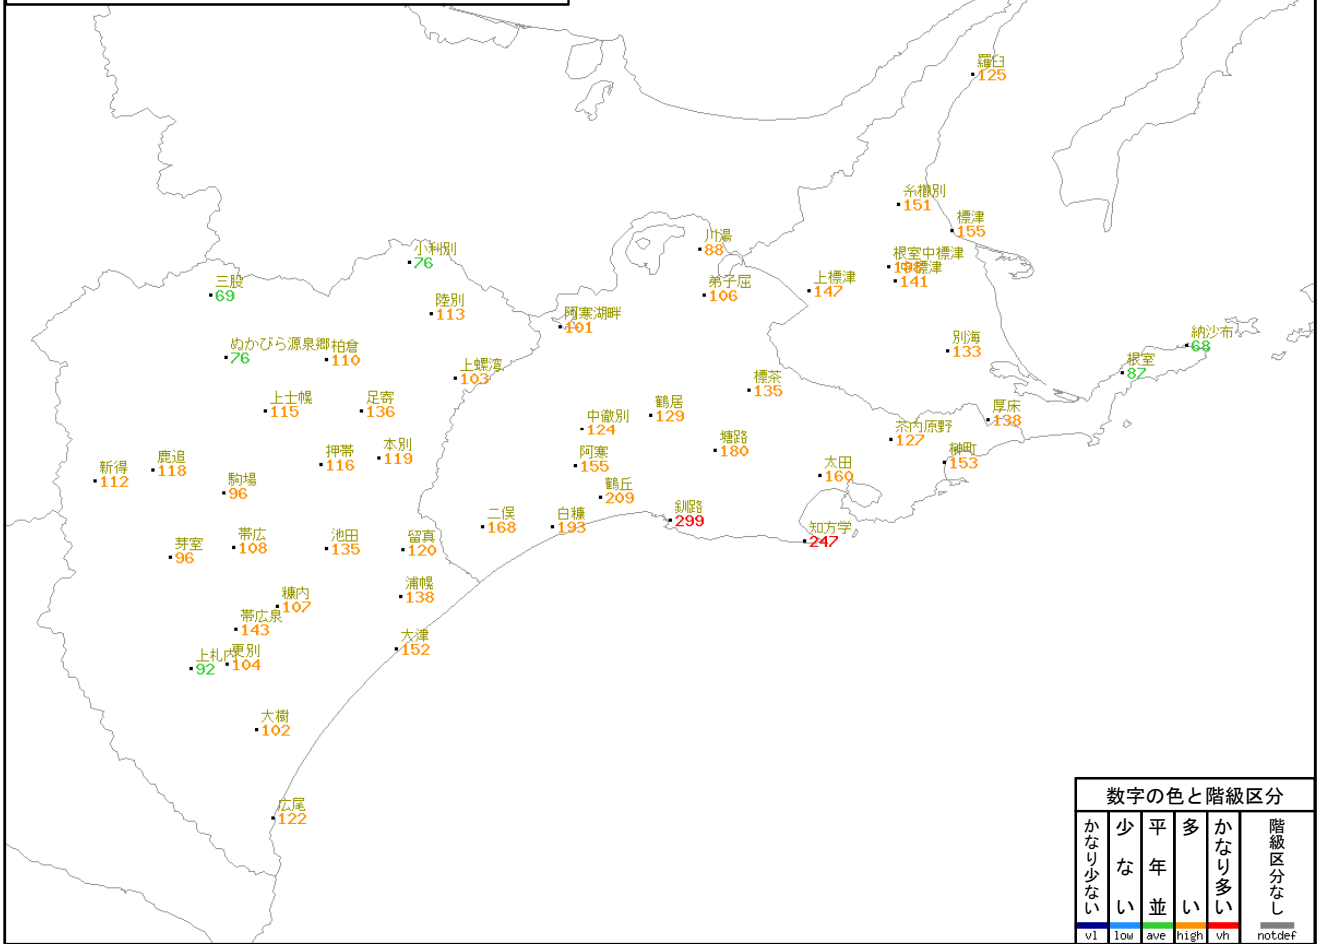 羅臼
125
糸櫛別
151
標津
155
川湯
88
小利別
76
根室中標津
中標津
141
三股
69
弟子屈
106
上標津
147
陸別
113
阿寒湖畔
101
納沙布
68
ぬかびら源泉郷
76
柏倉
110
別海
133
根室
87
上螺湾
103
標茶
135
上士幌
115
足寄
136
鶴居
129
厚床
138
中徹別
124
茶内原野
127
塘路
180
本別
119
押帯
116
榊町
153
鹿追
118
新得
112
阿寒
155
太田
160
駒場
96
鶴丘
209
二俣
168
白糠
193
釧路
299
知方学
247
帯広
108
池田
135
留真
120
芽室
96
浦幌
138
糠内
107
帯広泉
143
大津
152
上札内
92
更別
104
大樹
102
広尾
122
数字の色と階級区分
かなり少ない
少ない
平年並
多い
かなり多い
階級区分なし
vl low ave high vh notdef